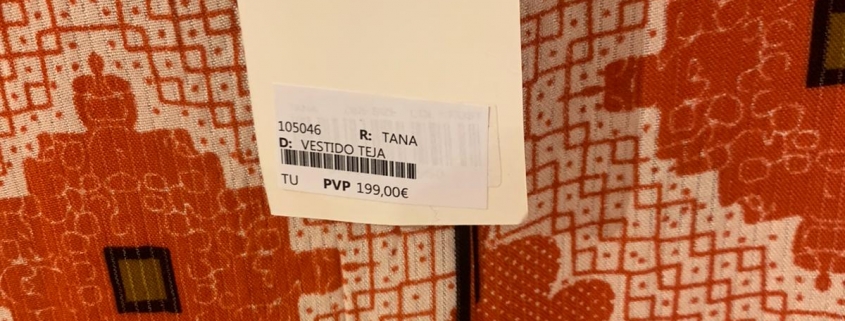 105046 R: TANA
D: VESTIDO TEJA
TU PVP 199,00€